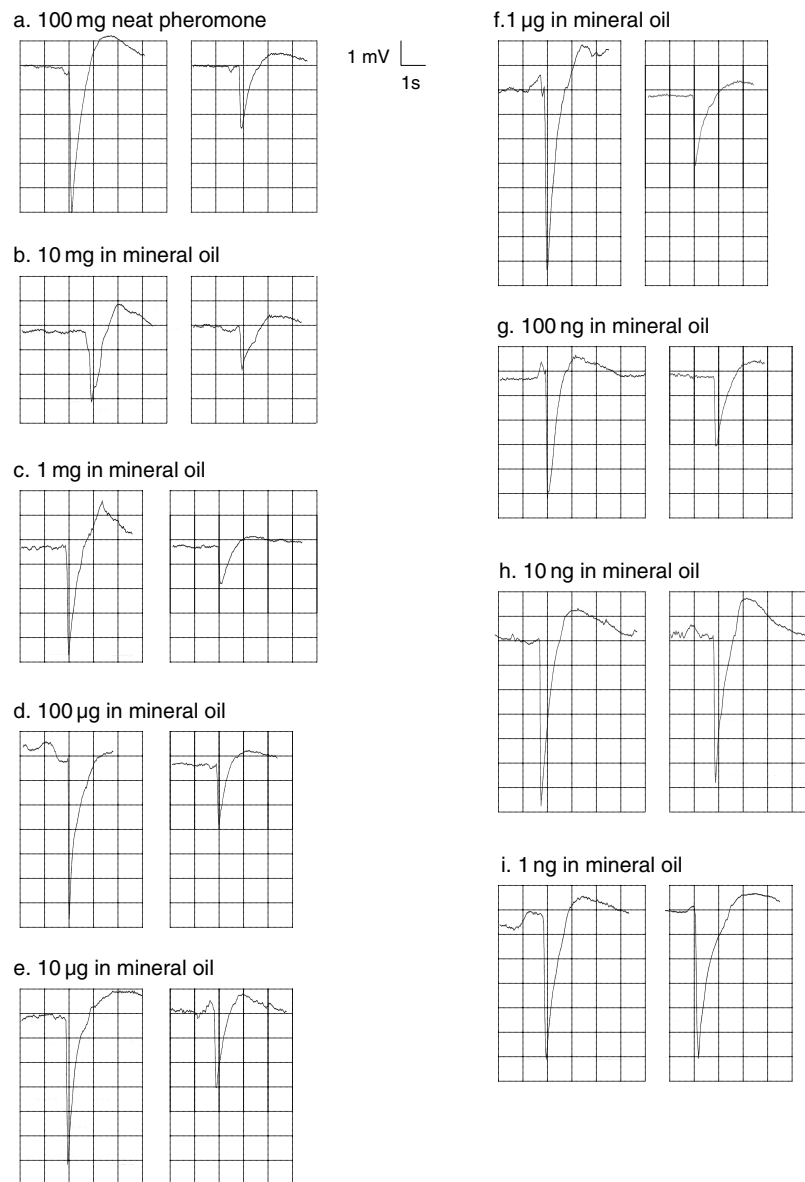 a. 100 mg neat pheromone
1 mV
1s
b. 10 mg in mineral oil
c. 1 mg in mineral oil
d. 100 µg in mineral oil
e. 10 µg in mineral oil
f.1 µg in mineral oil
g. 100 ng in mineral oil
h. 10 ng in mineral oil
i. 1 ng in mineral oil